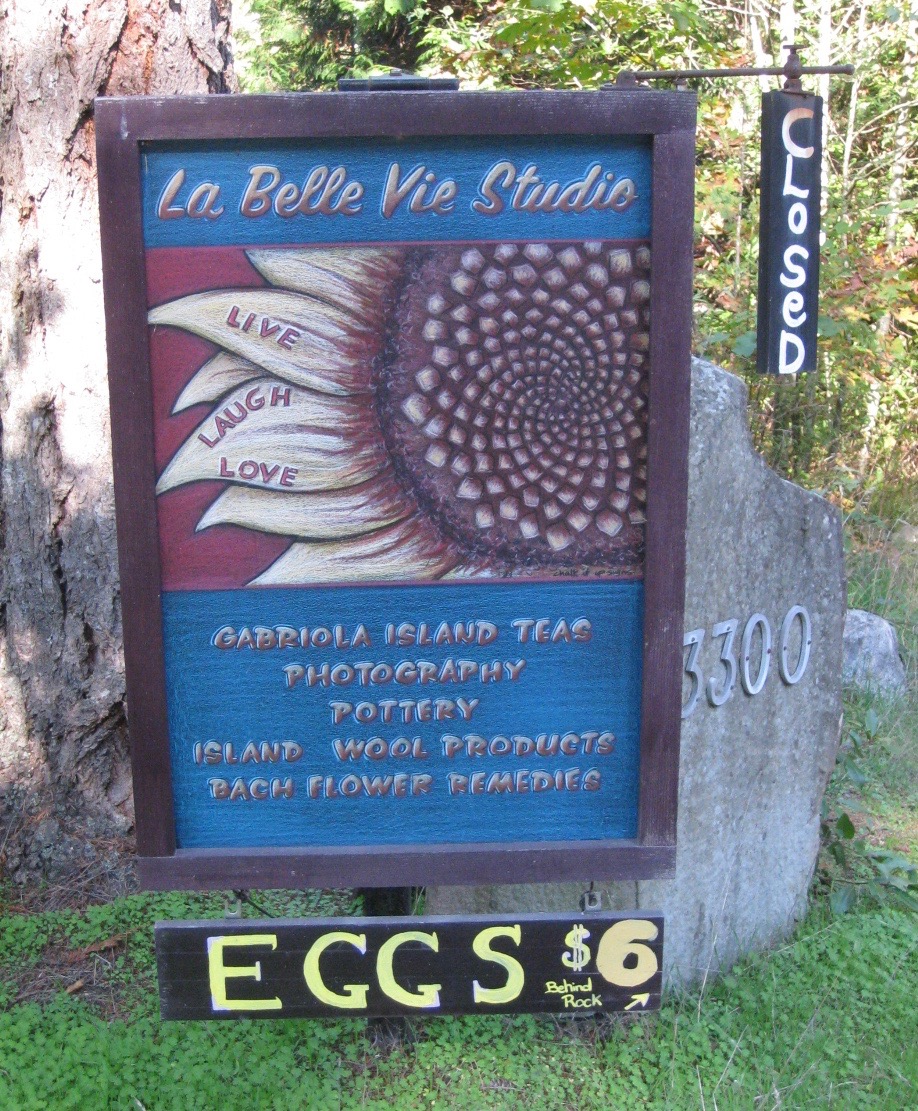 La Belle Vie Studio
CLoseD
LIVE
LAUGH
LOVE
GABRIOLA ISLAND TEAS
PHOTOGRAPHY
POTTERY
ISLAND WOOL PRODUCTS
BACH FLOWER REMEDIES
3300
EGGS $6
Behind
Rock